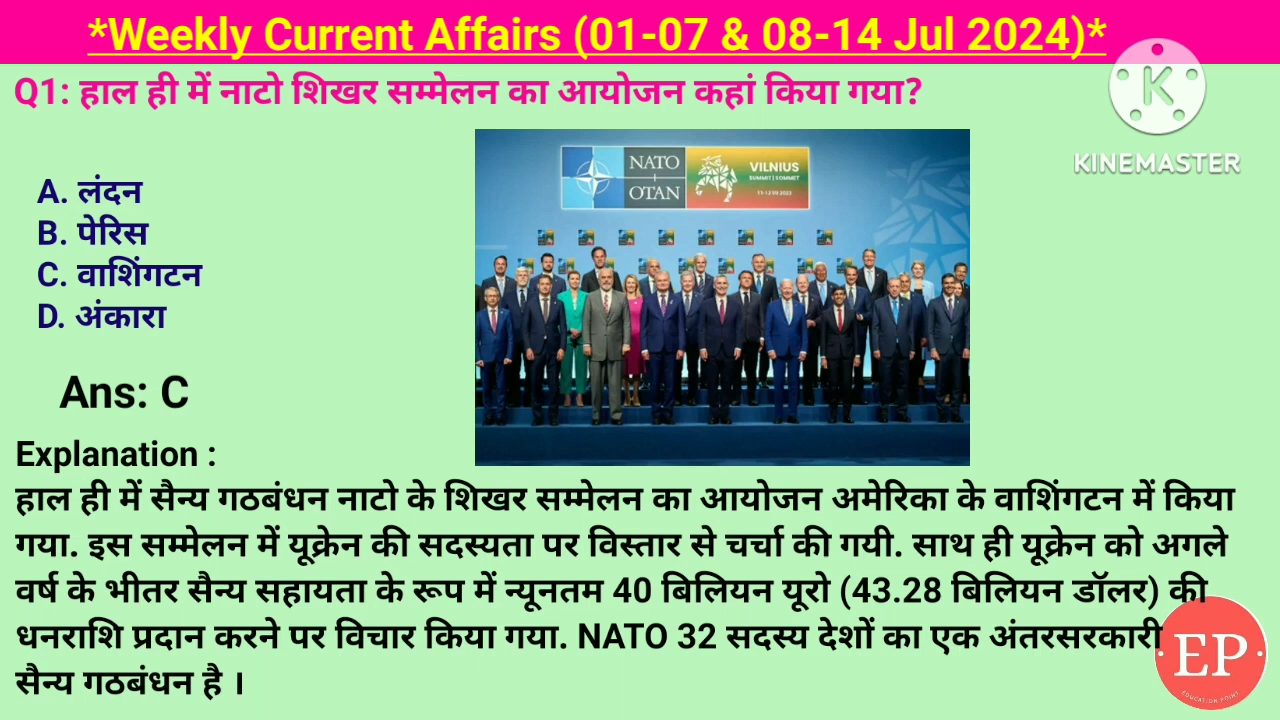 *Weekly Current Affairs (01-07 & 08-14 Jul 2024)*
Q1: हाल ही में नाटो शिखर सम्मेलन का आयोजन कहां किया गया?
K
KINEMASTER
NATO
OTAN
VILNIUS
SUMMIT | SOMMET
A. लंदन
B. पेरिस
C. वाशिंगटन
D. अंकारा
Ans: C
Explanation :
हाल ही में सैन्य गठबंधन नाटो के शिखर सम्मेलन का आयोजन अमेरिका के वाशिंगटन में किया
गया. इस सम्मेलन में यूक्रेन की सदस्यता पर विस्तार से चर्चा की गयी. साथ ही यूक्रेन को अगले
वर्ष के भीतर सैन्य सहायता के रूप में न्यूनतम 40 बिलियन यूरो (43.28 बिलियन डॉलर) की
धनराशि प्रदान करने पर विचार किया गया. NATO 32 सदस्य देशों का एक अंतरसरकारी
सैन्य गठबंधन है ।
EP
EDUCATION POINT